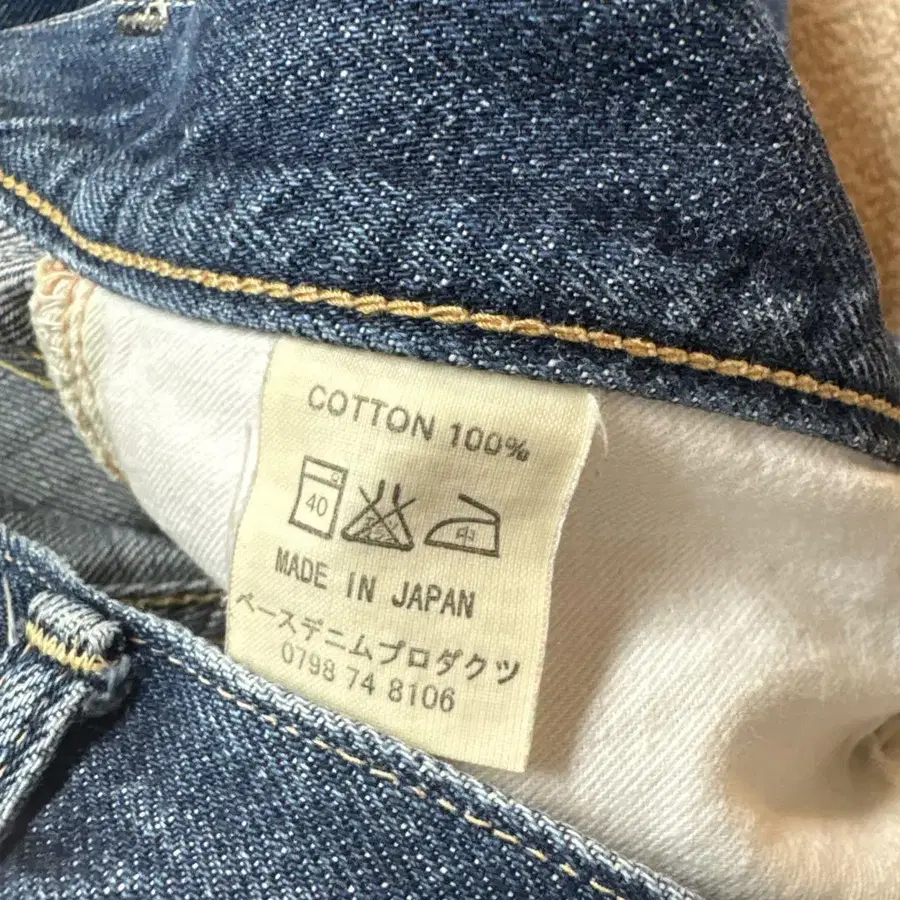 COTTON 100%
40 中
MADE IN JAPAN
ベースデニムプロダクツ
0798 74 8106